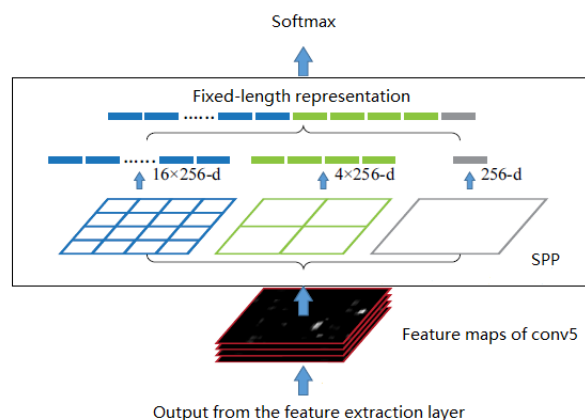 Softmax
Fixed-length representation
......
......
16×256-d
4×256-d
256-d
SPP
Feature maps of conv5
Output from the feature extraction layer